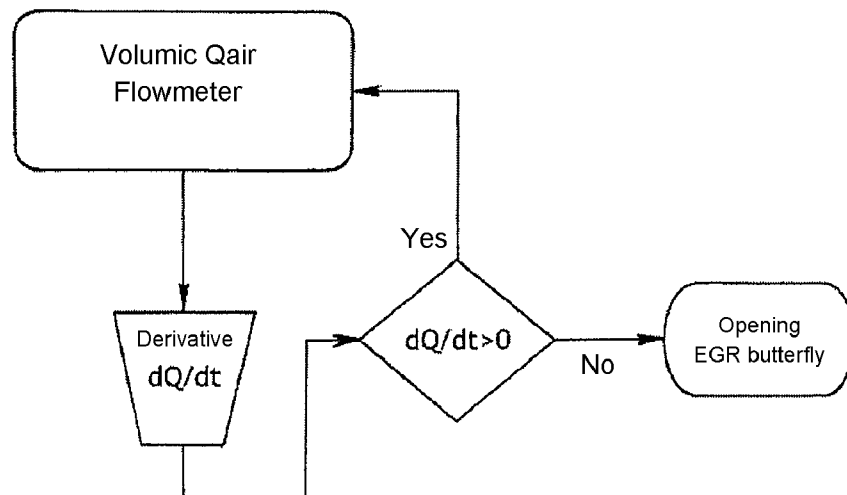 Volumic Qair
Flowmeter
Yes
Derivative
dQ/dt
dQ/dt>0
No
Opening
EGR butterfly